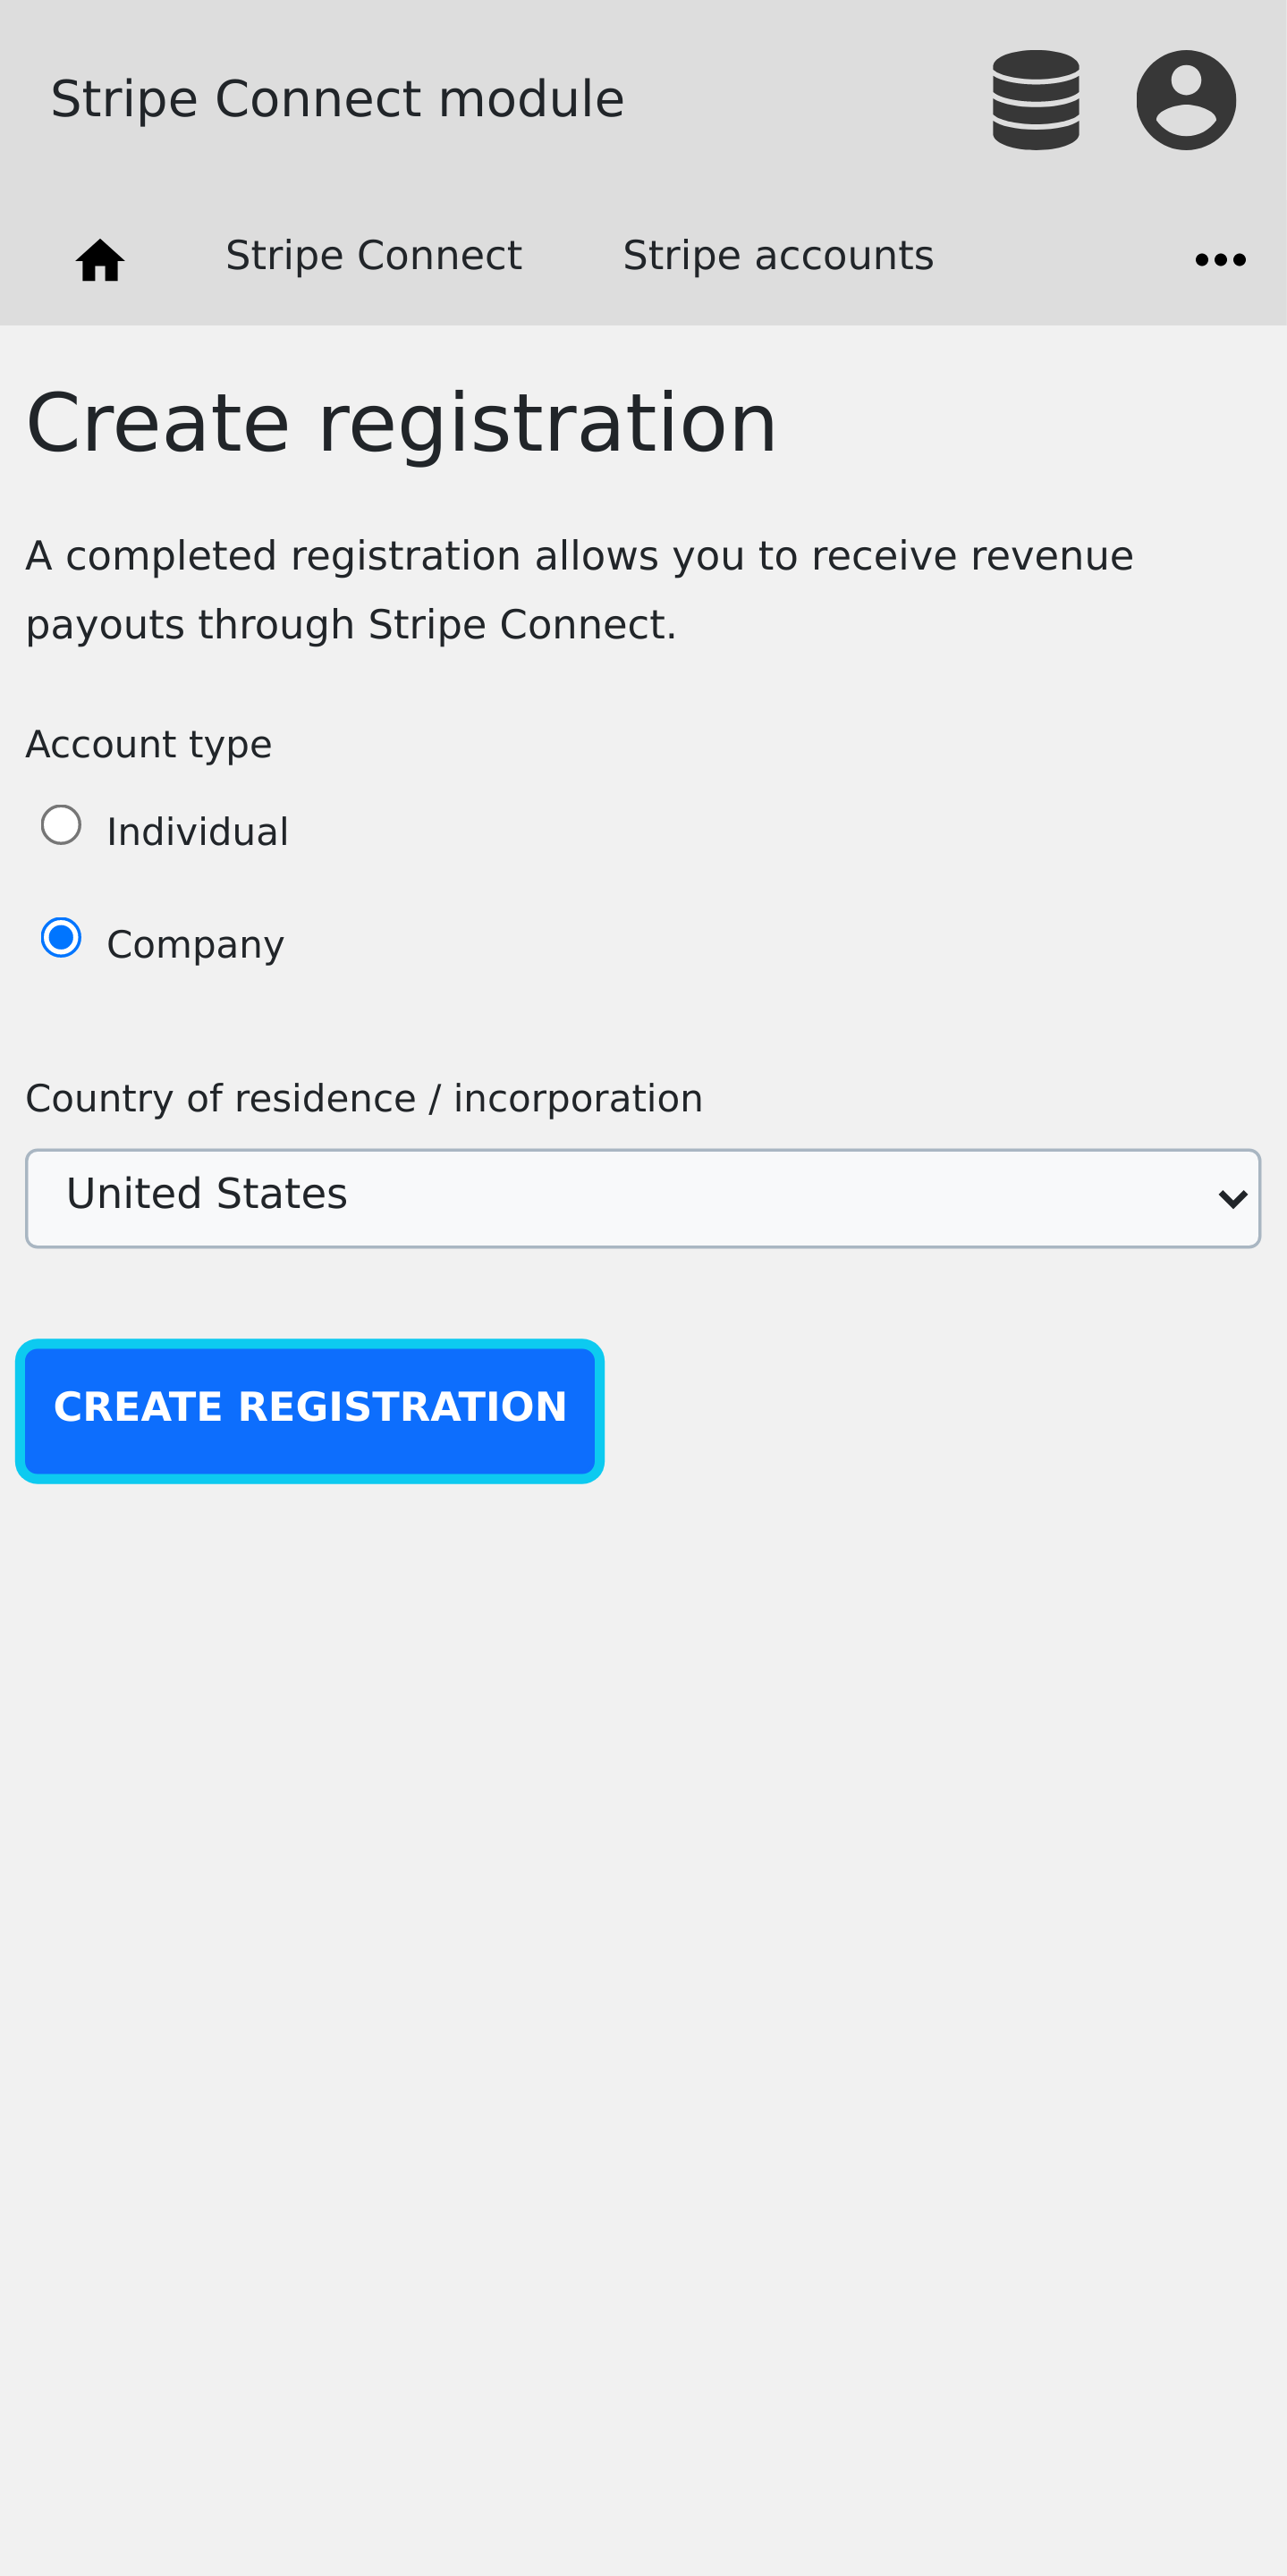 Stripe Connect module
Stripe Connect Stripe accounts
Create registration
A completed registration allows you to receive revenue
payouts through Stripe Connect.
Account type
Individual
Company
Country of residence / incorporation
United States
CREATE REGISTRATION